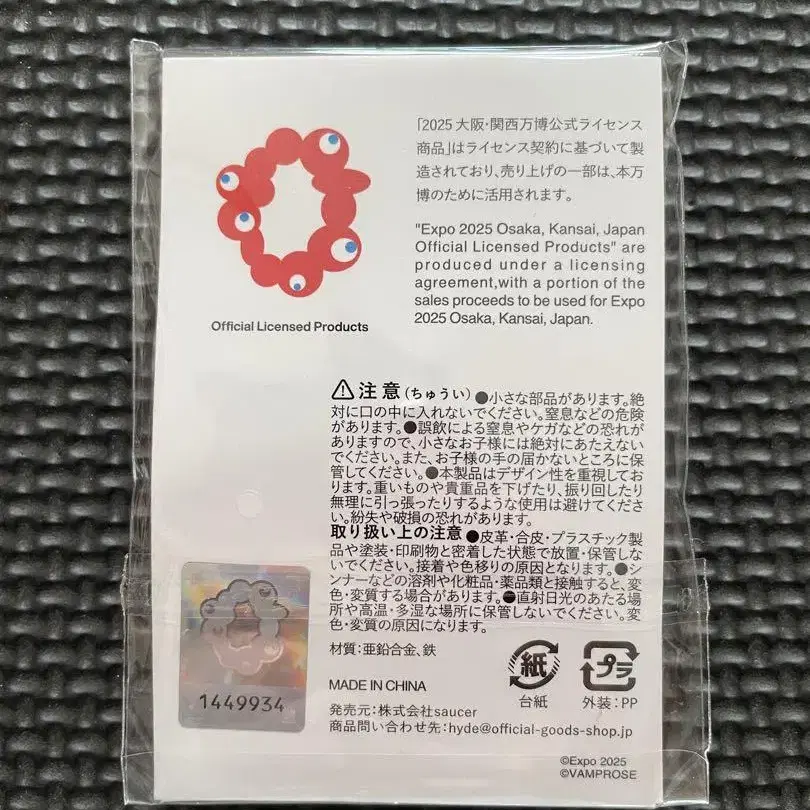 「2025 大阪・関西万博公式ライセンス
商品」はライセンス契約に基づいて製
造されており、売り上げの一部は、本万
博のために活用されます。
"Expo 2025 Osaka, Kansai, Japan
Official Licensed Products" are
produced under a licensing
agreement,with a portion of the
sales proceeds to be used for Expo
2025 Osaka, Kansai, Japan.
Official Licensed Products
注意(ちゅうい)●小さな部品があります。絶
対に口の中に入れないでください。窒息などの危険
があります。●誤飲による窒息やケガなどの恐れが
ありますので、小さなお子様には絶対にあたえない
でください。また、お子様の手の届かないところに保
管してください。●本製品はデザイン性を重視してお
ります。重いものや貴重品を下げたり、振り回したり
無理に引っ張ったりするような使用は避けてくださ
い。紛失や破損の恐れがあります。
取り扱い上の注意 ●皮革・合皮・プラスチック製
品や塗装・印刷物と密着した状態で放置・保管しな
いでください。接着や色移りの原因となります。●シ
ンナーなどの溶剤や化粧品・薬品類と接触すると、変
色・変質する場合があります。●直射日光のあたる場
所や高温・多湿な場所に保管しないでください。変
色・変質の原因になります。
材質:亜鉛合金、鉄
MADE IN CHINA
発売元:株式会社saucer
商品問い合わせ先:hyde@official-goods-shop.jp
紙
台紙
プラ
外装:PP
1449934
©Expo 2025
©VAMPROSE